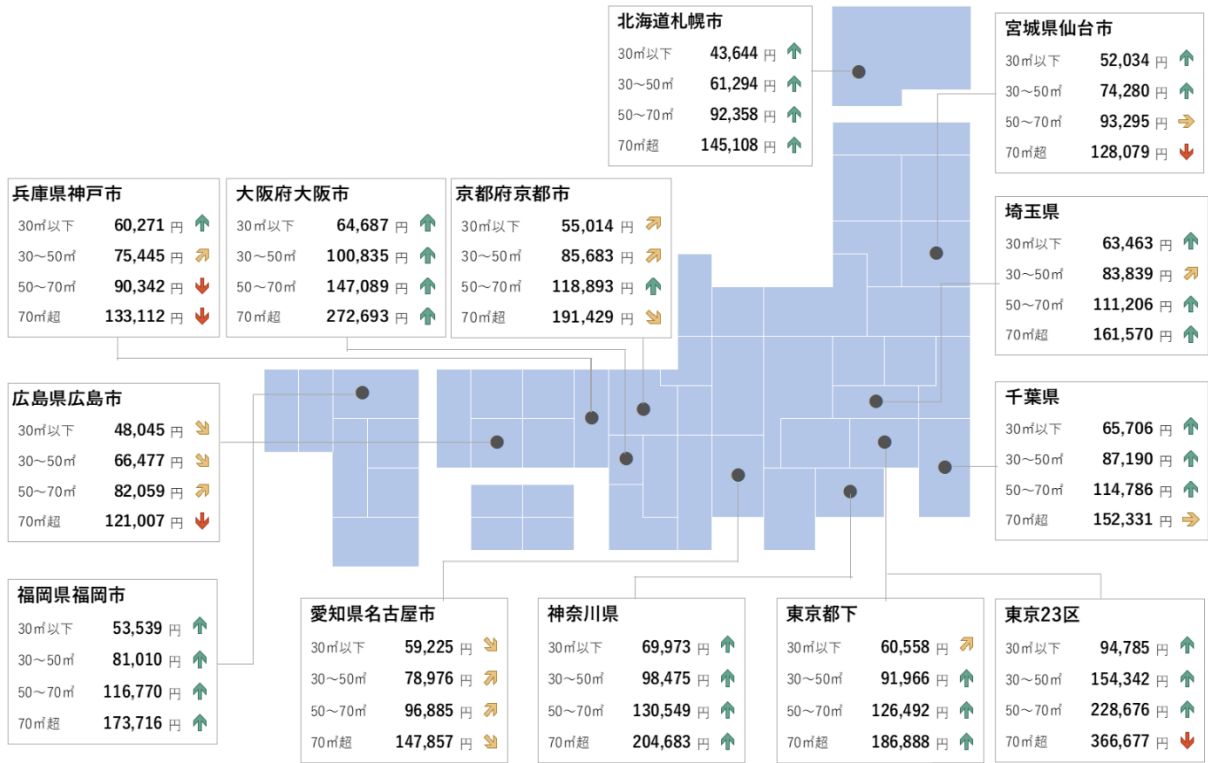 北海道札幌市
30㎡以下 43,644 円
30～50㎡ 61,294 円
50～70㎡ 92,358 円
70㎡超 145,108 円
宮城県仙台市
30㎡以下 52,034 円
30～50㎡ 74,280 円
50～70㎡ 93,295 円
70㎡超 128,079 円
兵庫県神戸市
30㎡以下 60,271 円
30～50㎡ 75,445 円
50～70㎡ 90,342 円
70㎡超 133,112 円
大阪府大阪市
30㎡以下 64,687 円
30～50㎡ 100,835 円
50～70㎡ 147,089 円
70㎡超 272,693 円
京都府京都市
30㎡以下 55,014 円
30～50㎡ 85,683 円
50～70㎡ 118,893 円
70㎡超 191,429 円
埼玉県
30㎡以下 63,463 円
30～50㎡ 83,839 円
50～70㎡ 111,206 円
70㎡超 161,570 円
広島県広島市
30㎡以下 48,045 円
30～50㎡ 66,477 円
50～70㎡ 82,059 円
70㎡超 121,007 円
千葉県
30㎡以下 65,706 円
30～50㎡ 87,190 円
50～70㎡ 114,786 円
70㎡超 152,331 円
福岡県福岡市
30㎡以下 53,539 円
30～50㎡ 81,010 円
50～70㎡ 116,770 円
70㎡超 173,716 円
愛知県名古屋市
30㎡以下 59,225 円
30～50㎡ 78,976 円
50～70㎡ 96,885 円
70㎡超 147,857 円
神奈川県
30㎡以下 69,973 円
30～50㎡ 98,475 円
50～70㎡ 130,549 円
70㎡超 204,683 円
東京都下
30㎡以下 60,558 円
30～50㎡ 91,966 円
50～70㎡ 126,492 円
70㎡超 186,888 円
東京23区
30㎡以下 94,785 円
30～50㎡ 154,342 円
50～70㎡ 228,676 円
70㎡超 366,677 円